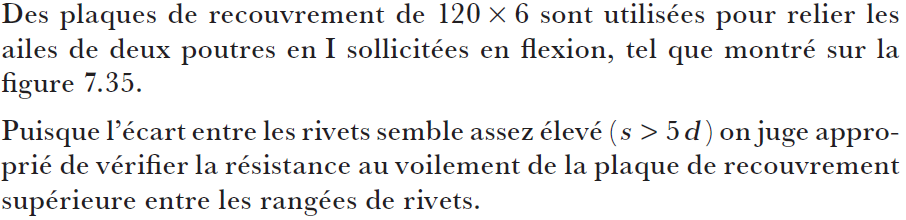 Des plaques de recouvrement de 120 × 6 sont utilisées pour relier les
ailes de deux poutres en I sollicitées en flexion, tel que montré sur la
figure 7.35.
Puisque l'écart entre les rivets semble assez élevé (s > 5 d) on juge appro-
prié de vérifier la résistance au voilement de la plaque de recouvrement
supérieure entre les rangées de rivets.